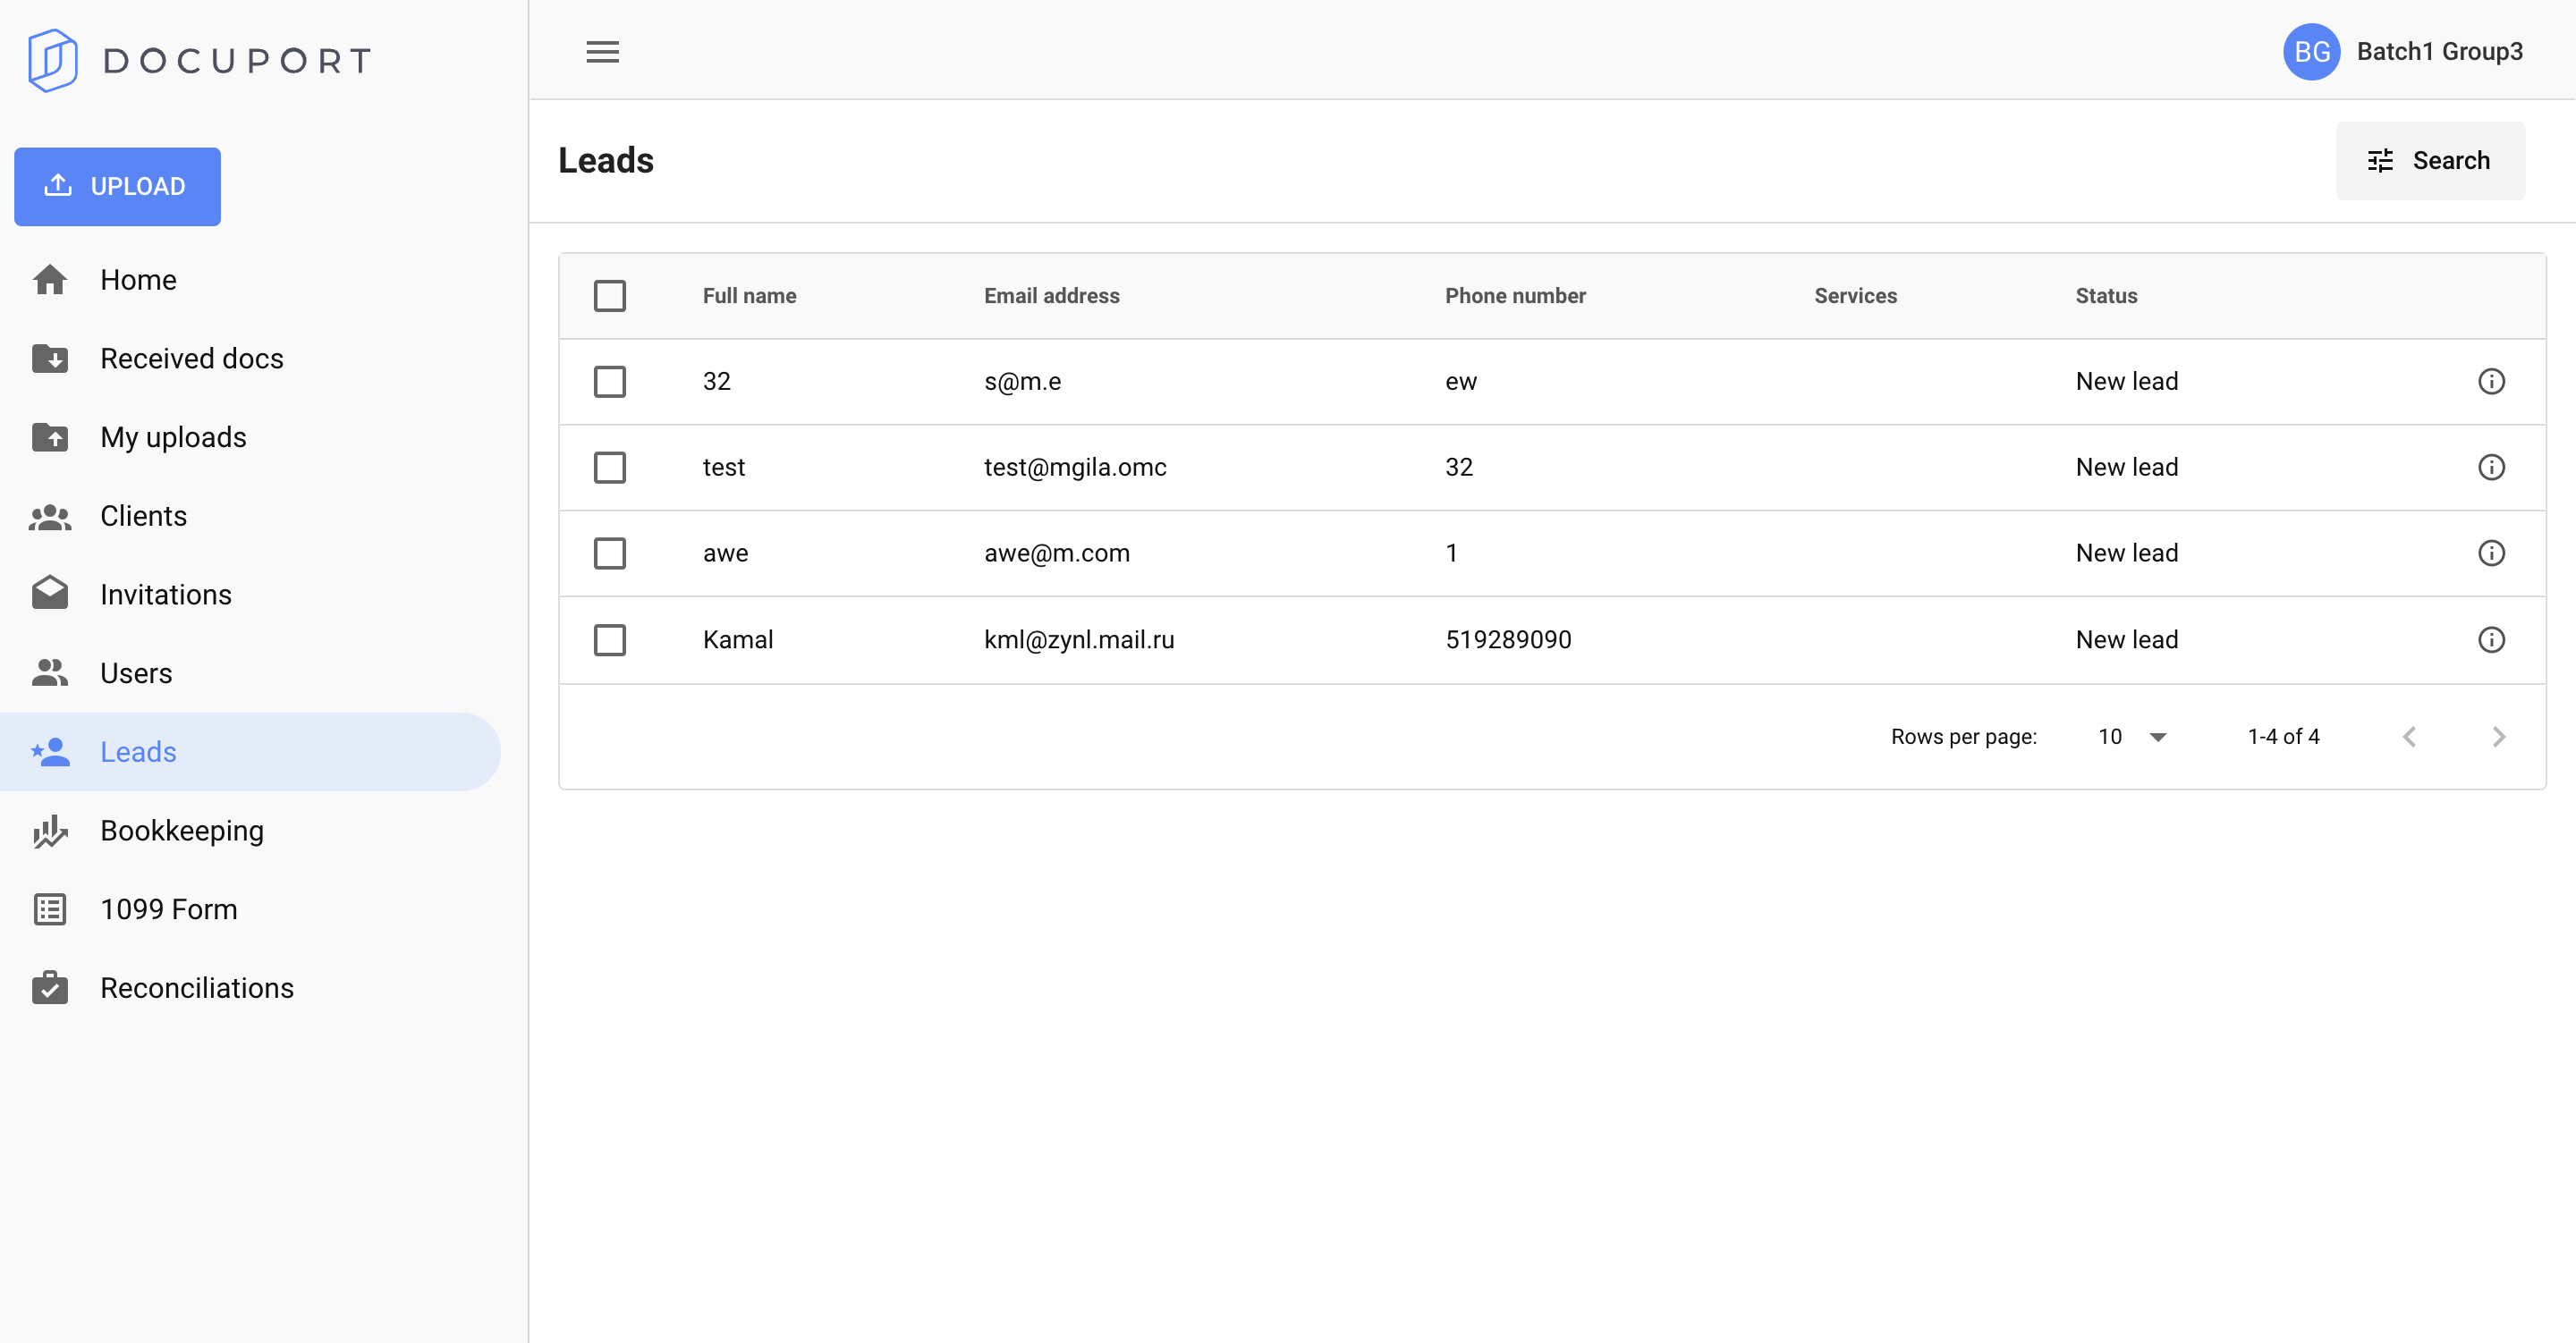 DOCUPORT
BG Batch1 Group3
UPLOAD
Home
Received docs
My uploads
Clients
Invitations
Users
Leads
Bookkeeping
1099 Form
Reconciliations
Leads
Search
Full name Email address Phone number Services Status
32 s@m.e ew New lead
test test@mgila.omc 32 New lead
awe awe@m.com 1 New lead
Kamal kml@zynl.mail.ru 519289090 New lead
Rows per page: 10 1-4 of 4